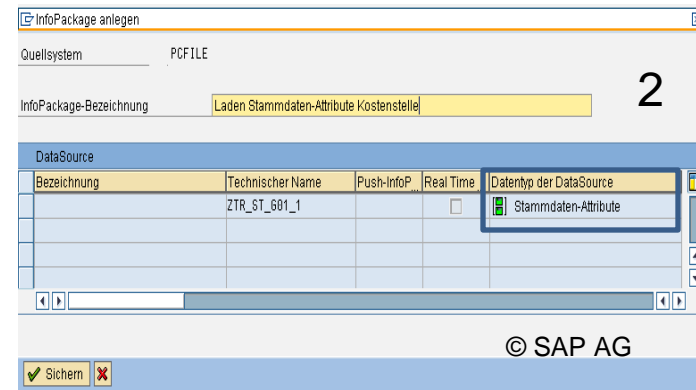 InfoPackage anlegen
Quellsystem PCFILE
2
InfoPackage-Bezeichnung Laden Stammdaten-Attribute Kostenstelle
DataSource
Bezeichnung Technischer Name Push-InfoP... Real Time ... Datentyp der DataSource
ZTR_ST_G01_1 Stammdaten-Attribute
© SAP AG
Sichern